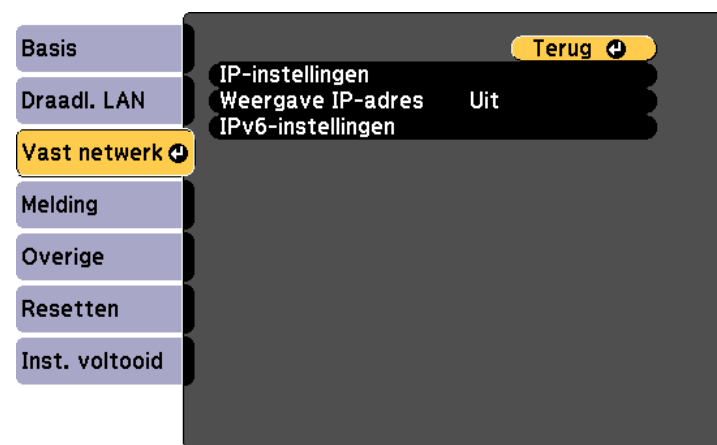 Basis
Draadl. LAN
Vast netwerk
Melding
Overige
Resetten
Inst. voltooid
Terug
IP-instellingen
Weergave IP-adres Uit
IPv6-instellingen